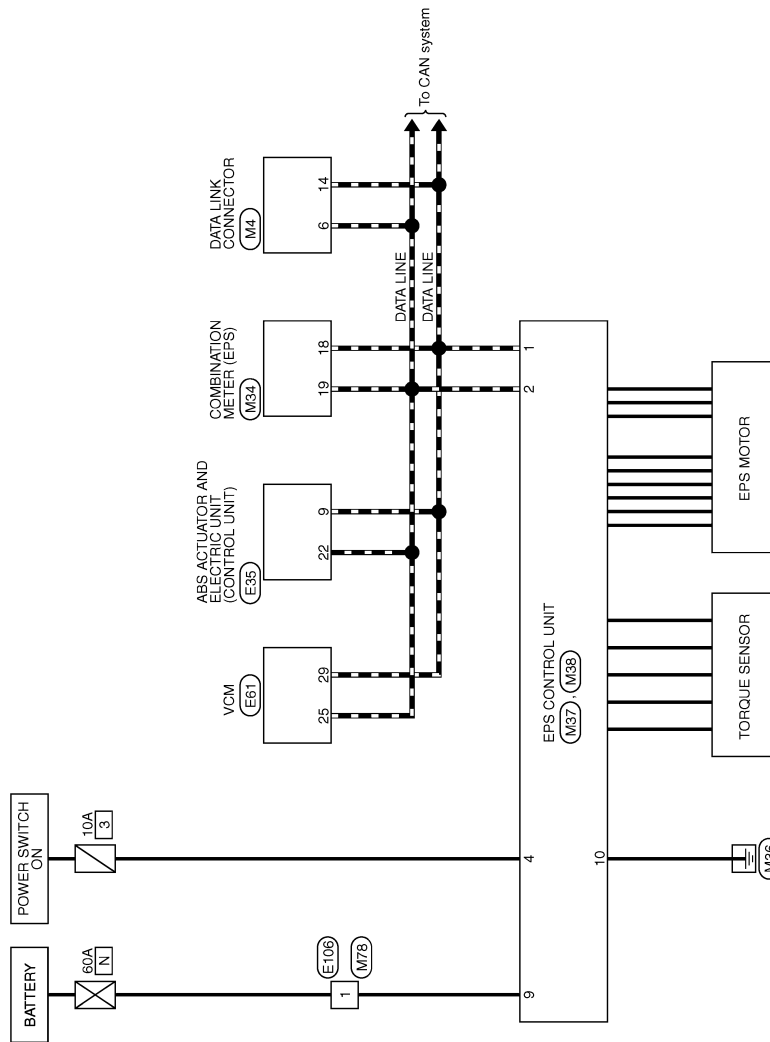 BATTERY
POWER SWITCH
ON
60A
N
10A
3
VCM
E61
ABS ACTUATOR AND
ELECTRIC UNIT
(CONTROL UNIT)
E35
COMBINATION
METER (EPS)
M34
DATA LINK
CONNECTOR
M4
E106
1
M78
25
29
22
9
19
18
6
14
DATA LINE
DATA LINE
To CAN system
9
4
2
1
EPS CONTROL UNIT
M37 , M38
10
M36
TORQUE SENSOR
EPS MOTOR